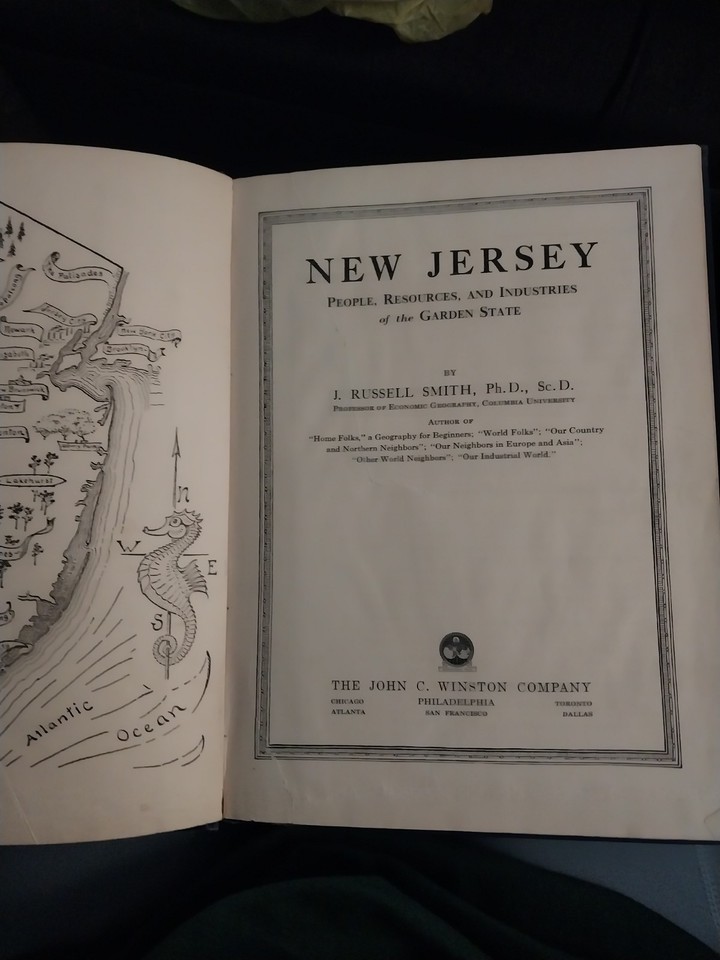 The Palisades
Jersey City
Newark
New York City
Brooklyn
Lakehurst
N
W
E
S
Atlantic
Ocean
NEW JERSEY
PEOPLE, RESOURCES, AND INDUSTRIES
of the GARDEN STATE
BY
J. RUSSELL SMITH, Ph.D., Sc.D.
PROFESSOR OF ECONOMIC GEOGRAPHY, COLUMBIA UNIVERSITY
AUTHOR OF
"Home Folks," a Geography for Beginners; "World Folks"; "Our Country
and Northern Neighbors"; "Our Neighbors in Europe and Asia";
"Other World Neighbors"; "Our Industrial World."
THE JOHN C. WINSTON COMPANY
CHICAGO PHILADELPHIA TORONTO
ATLANTA SAN FRANCISCO DALLAS